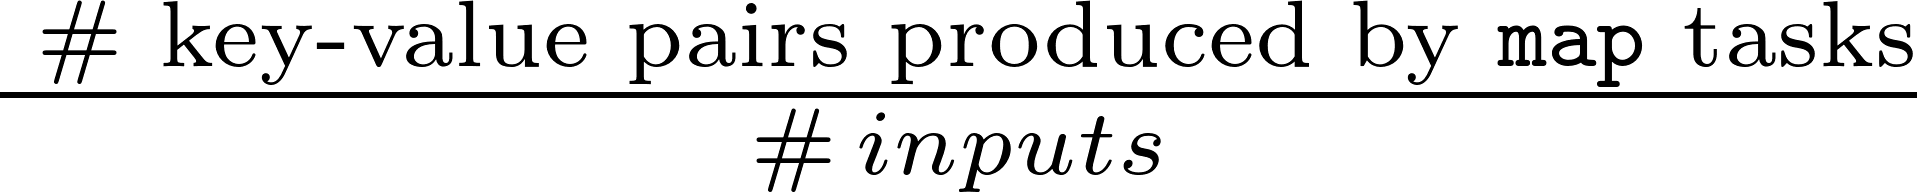 # key-value pairs produced by map tasks
# inputs